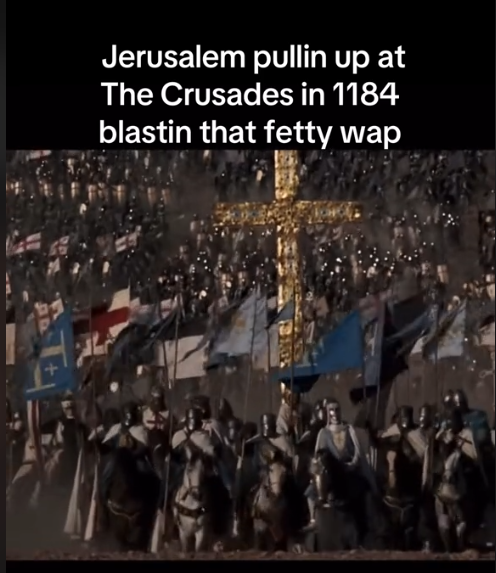 Jerusalem pullin up at
The Crusades in 1184
blastin that fetty wap